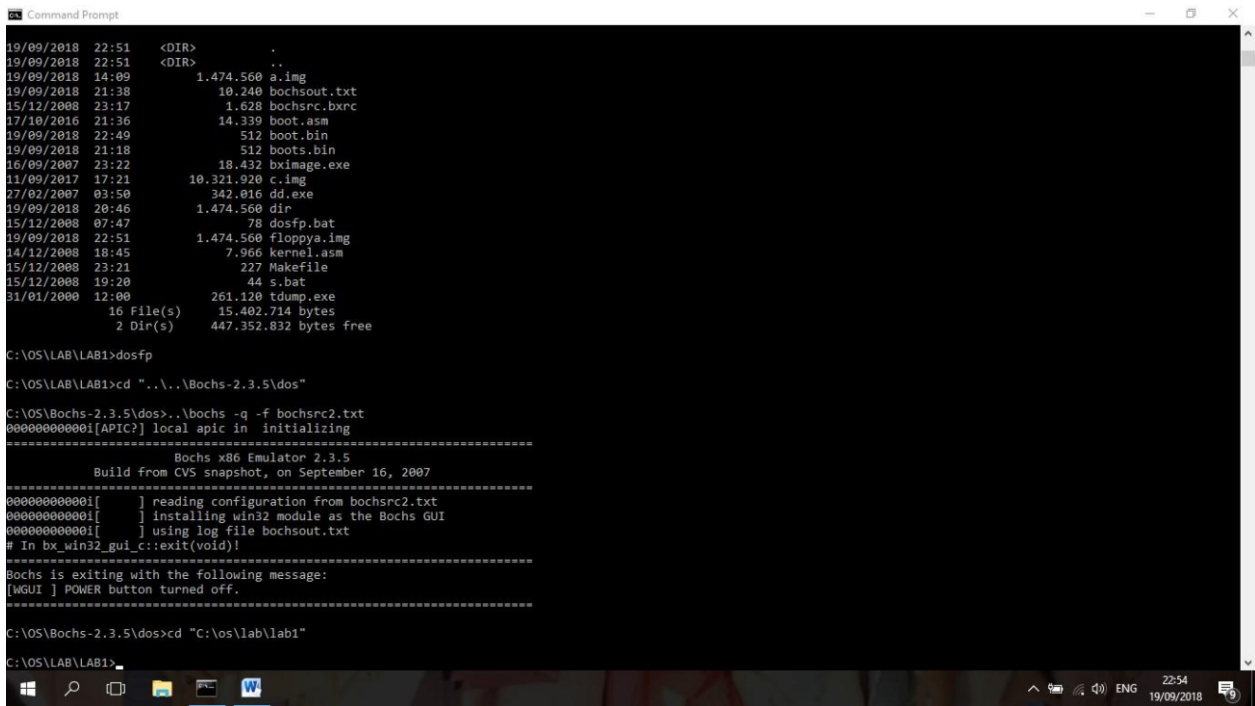 Command Prompt
19/09/2018  22:51    <DIR>          .
19/09/2018  22:51    <DIR>          ..
19/09/2018  14:09         1.474.560 a.img
19/09/2018  21:38            10.240 bochsout.txt
15/12/2008  23:17             1.628 bochsrc.bxrc
17/10/2016  21:36            14.339 boot.asm
19/09/2018  22:49               512 boot.bin
19/09/2018  21:18               512 boots.bin
16/09/2007  23:22            18.432 bximage.exe
11/09/2017  17:21        10.321.920 c.img
27/02/2007  03:50           342.016 dd.exe
19/09/2018  20:46         1.474.560 dir
15/12/2008  07:47                78 dosfp.bat
19/09/2018  22:51         1.474.560 floppya.img
14/12/2008  18:45             7.966 kernel.asm
15/12/2008  23:21               227 Makefile
15/12/2008  19:20                44 s.bat
31/01/2000  12:00           261.120 tdump.exe
16 File(s)     15.402.714 bytes
2 Dir(s)     447.352.832 bytes free
C:\OS\LAB\LAB1>dosfp
C:\OS\LAB\LAB1>cd "..\..\Bochs-2.3.5\dos"
C:\OS\Bochs-2.3.5\dos>..\bochs -q -f bochsrc2.txt
00000000000i[APIC?] local apic in  initializing
========================================================================
Bochs x86 Emulator 2.3.5
Build from CVS snapshot, on September 16, 2007
========================================================================
00000000000i[     ] reading configuration from bochsrc2.txt
00000000000i[     ] installing win32 module as the Bochs GUI
00000000000i[     ] using log file bochsout.txt
# In bx_win32_gui_c::exit(void)!
========================================================================
Bochs is exiting with the following message:
[WGUI ] POWER button turned off.
========================================================================
C:\OS\Bochs-2.3.5\dos>cd "C:\os\lab\lab1"
C:\OS\LAB\LAB1>_
ENG
22:54
19/09/2018
9